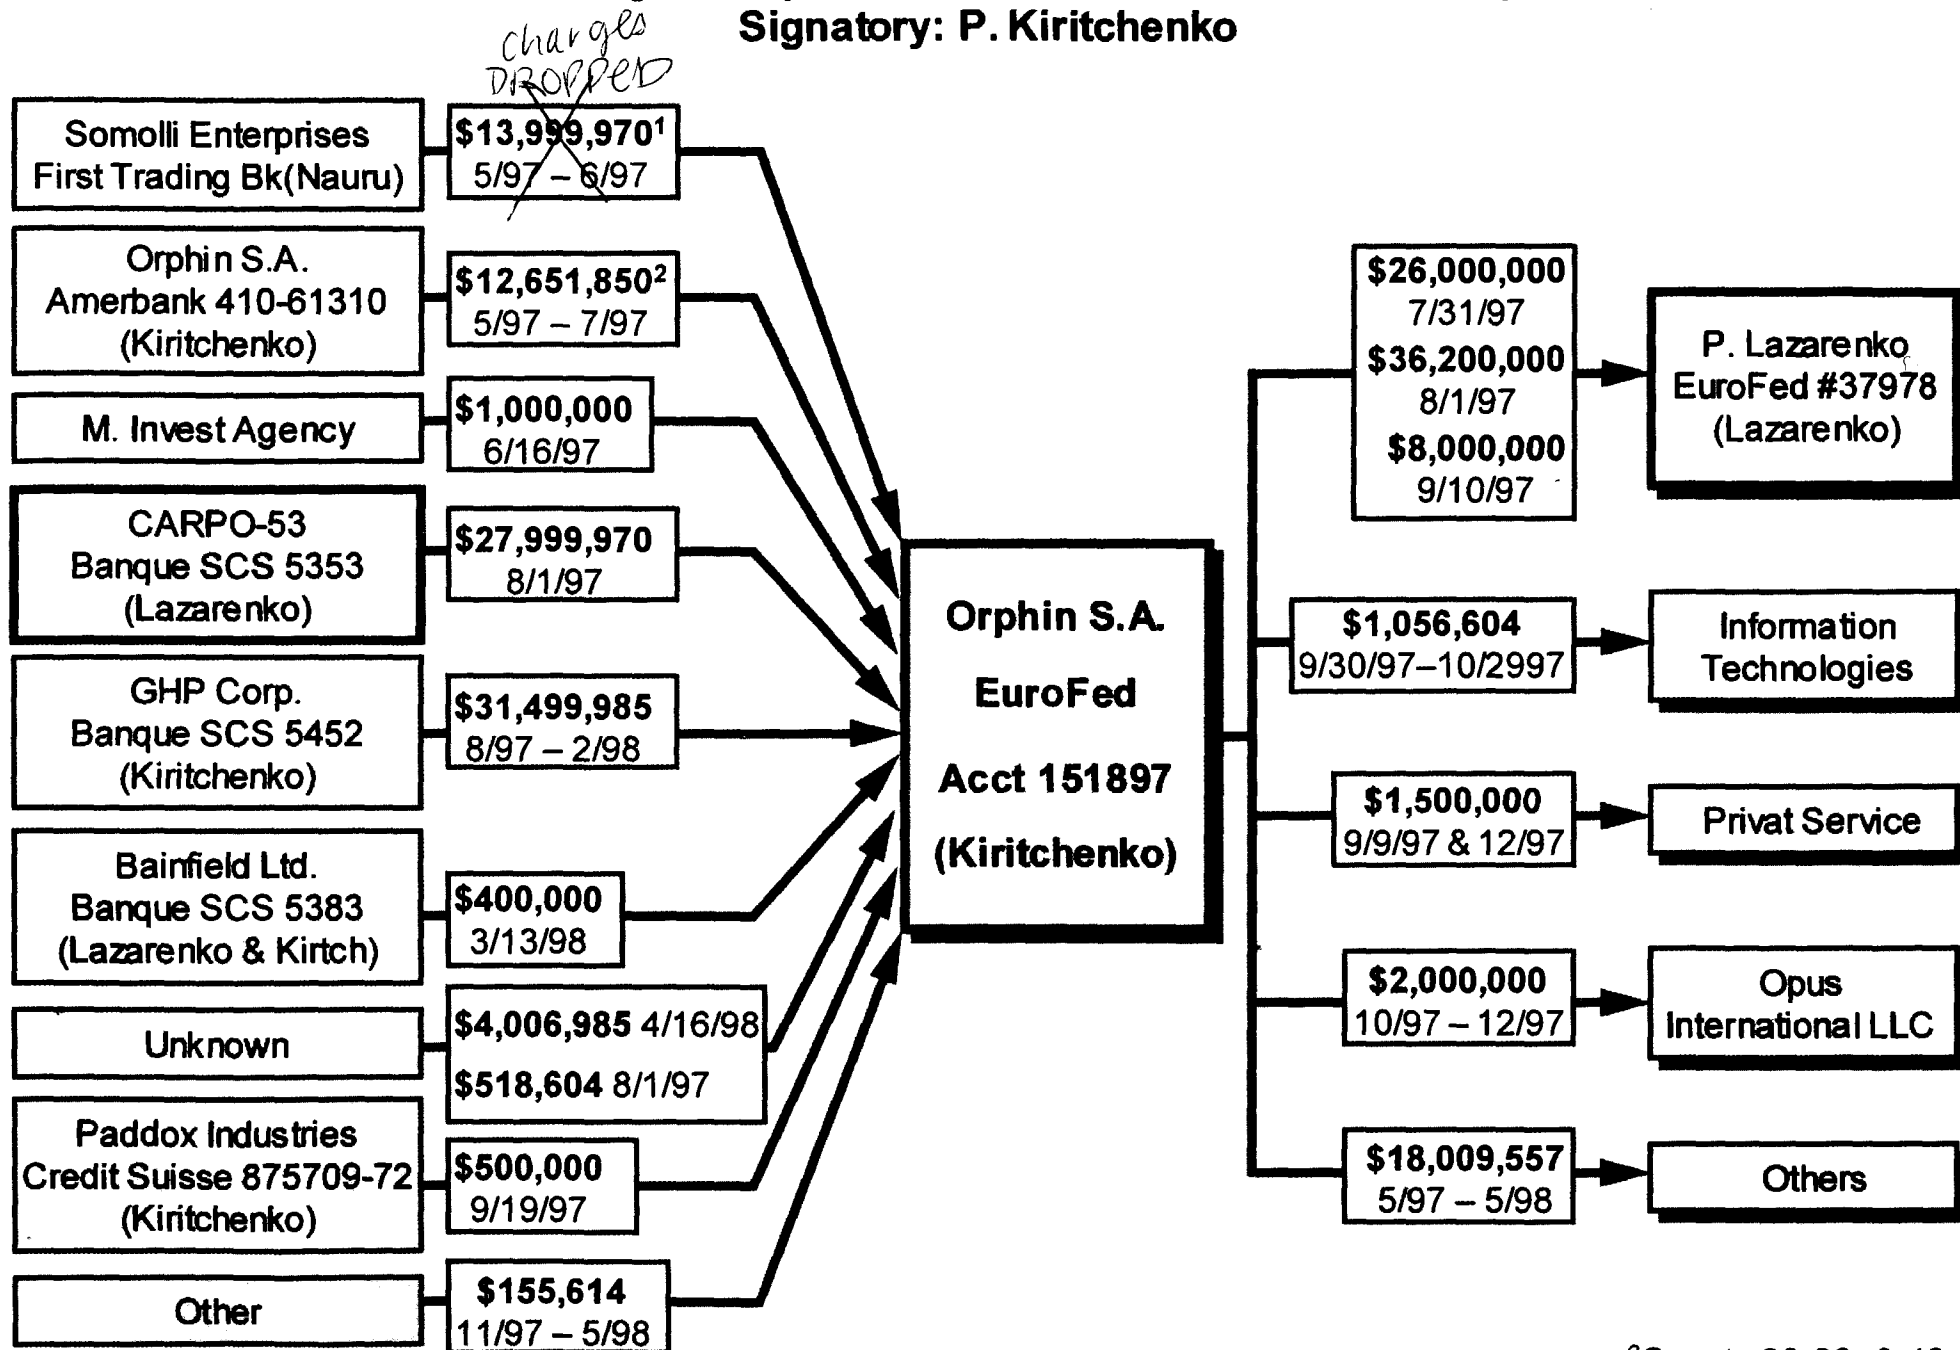 Signatory: P. Kiritchenko
charges
DROPPED
Somolli Enterprises
First Trading Bk(Nauru)
$13,999,970¹
5/97 – 6/97
Orphin S.A.
Amerbank 410-61310
(Kiritchenko)
$12,651,850²
5/97 – 7/97
M. Invest Agency
$1,000,000
6/16/97
CARPO-53
Banque SCS 5353
(Lazarenko)
$27,999,970
8/1/97
GHP Corp.
Banque SCS 5452
(Kiritchenko)
$31,499,985
8/97 – 2/98
Bainfield Ltd.
Banque SCS 5383
(Lazarenko & Kirtch)
$400,000
3/13/98
Unknown
$4,006,985 4/16/98
$518,604 8/1/97
Paddox Industries
Credit Suisse 875709-72
(Kiritchenko)
$500,000
9/19/97
Other
$155,614
11/97 – 5/98
Orphin S.A.
EuroFed
Acct 151897
(Kiritchenko)
$26,000,000
7/31/97
$36,200,000
8/1/97
$8,000,000
9/10/97
P. Lazarenko
EuroFed #37978
(Lazarenko)
$1,056,604
9/30/97–10/2997
Information
Technologies
$1,500,000
9/9/97 & 12/97
Privat Service
$2,000,000
10/97 – 12/97
Opus
International LLC
$18,009,557
5/97 – 5/98
Others